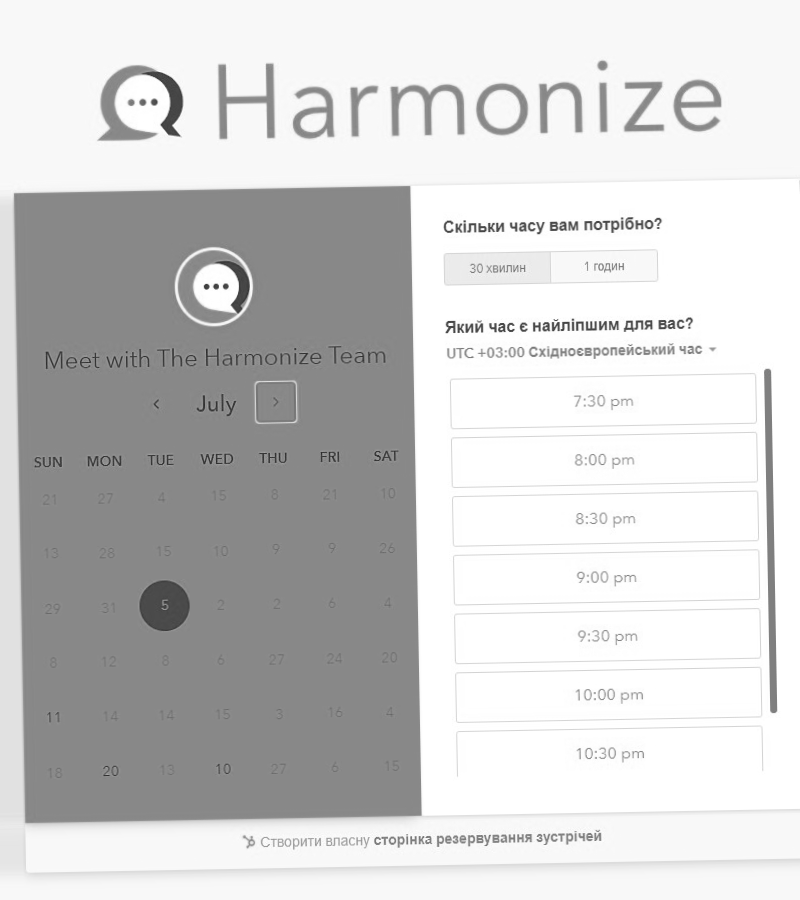 Harmonize
Meet with The Harmonize Team
July
SUN MON TUE WED THU FRI SAT
21 27 4 15 8 21 10
13 28 15 10 9 9 26
29 31 5 2 2 6 4
8 12 8 6 27 24 20
11 14 14 15 3 16 4
18 20 13 10 27 6 15
Скільки часу вам потрібно?
30 хвилин 1 годин
Який час є найліпшим для вас?
UTC +03:00 Східноєвропейський час
7:30 pm
8:00 pm
8:30 pm
9:00 pm
9:30 pm
10:00 pm
10:30 pm
Створити власну сторінка резервування зустрічей